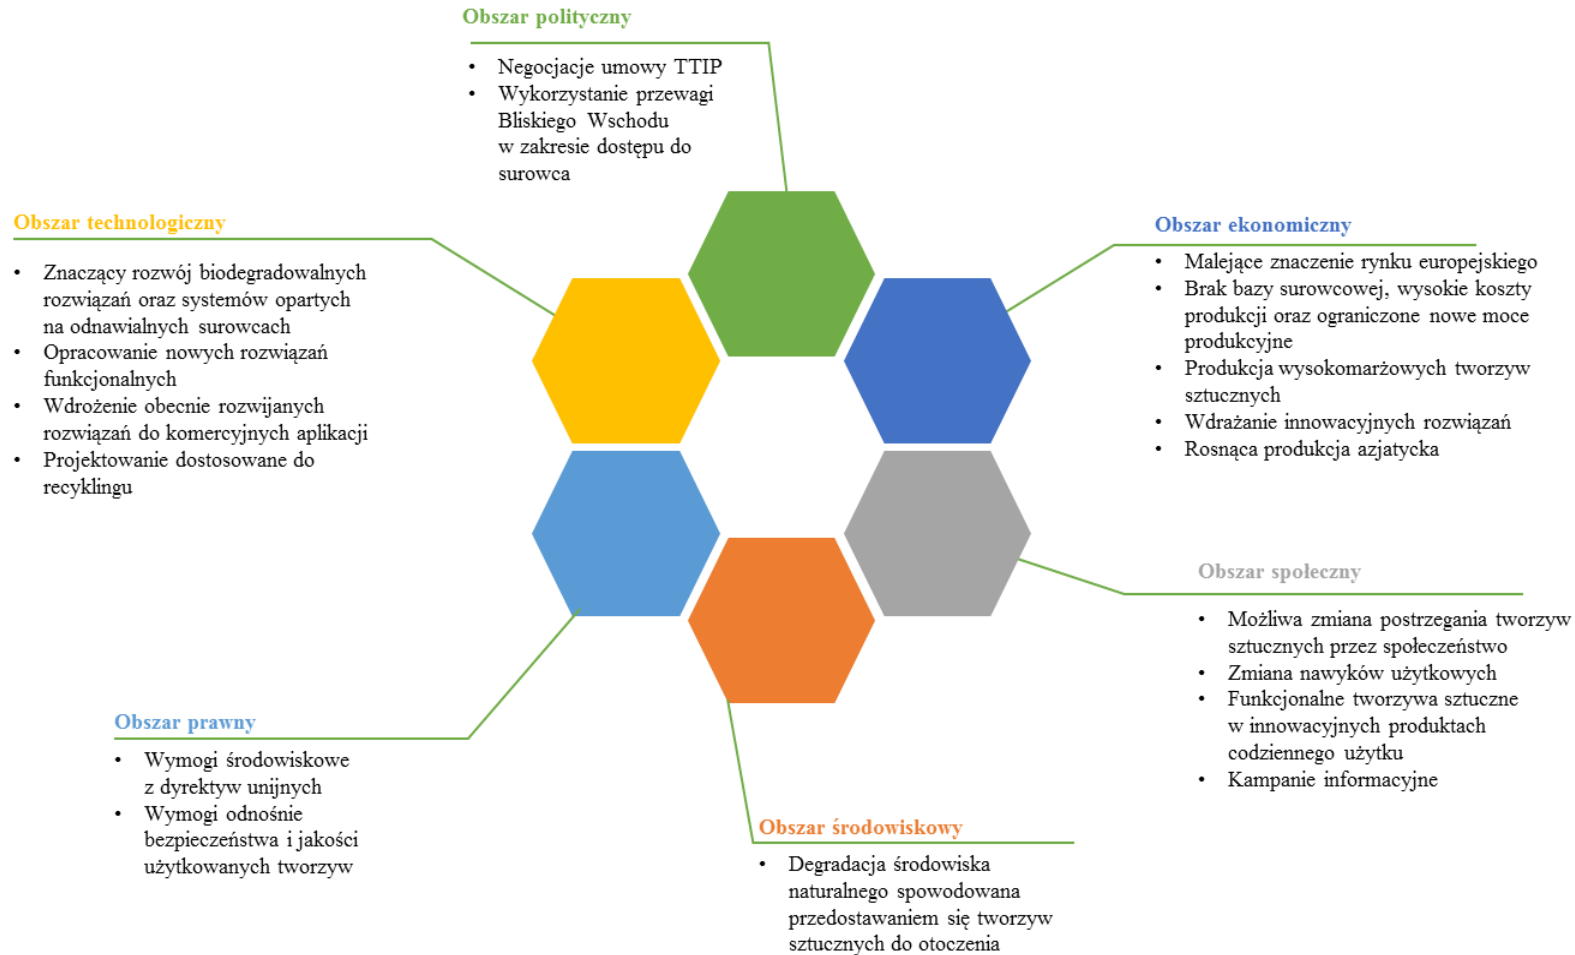 Obszar polityczny
• Negocjacje umowy TTIP
• Wykorzystanie przewagi
Bliskiego Wschodu
w zakresie dostępu do
surowca
Obszar technologiczny
• Znaczący rozwój biodegradowalnych
rozwiązań oraz systemów opartych
na odnawialnych surowcach
• Opracowanie nowych rozwiązań
funkcjonalnych
• Wdrożenie obecnie rozwijanych
rozwiązań do komercyjnych aplikacji
• Projektowanie dostosowane do
recyklingu
Obszar ekonomiczny
• Malejące znaczenie rynku europejskiego
• Brak bazy surowcowej, wysokie koszty
produkcji oraz ograniczone nowe moce
produkcyjne
• Produkcja wysokomarżowych tworzyw
sztucznych
• Wdrażanie innowacyjnych rozwiązań
• Rosnąca produkcja azjatycka
Obszar społeczny
• Możliwa zmiana postrzegania tworzyw
sztucznych przez społeczeństwo
• Zmiana nawyków użytkowych
• Funkcjonalne tworzywa sztuczne
w innowacyjnych produktach
codziennego użytku
• Kampanie informacyjne
Obszar prawny
• Wymogi środowiskowe
z dyrektyw unijnych
• Wymogi odnośnie
bezpieczeństwa i jakości
użytkowanych tworzyw
Obszar środowiskowy
• Degradacja środowiska
naturalnego spowodowana
przedostawaniem się tworzyw
sztucznych do otoczenia